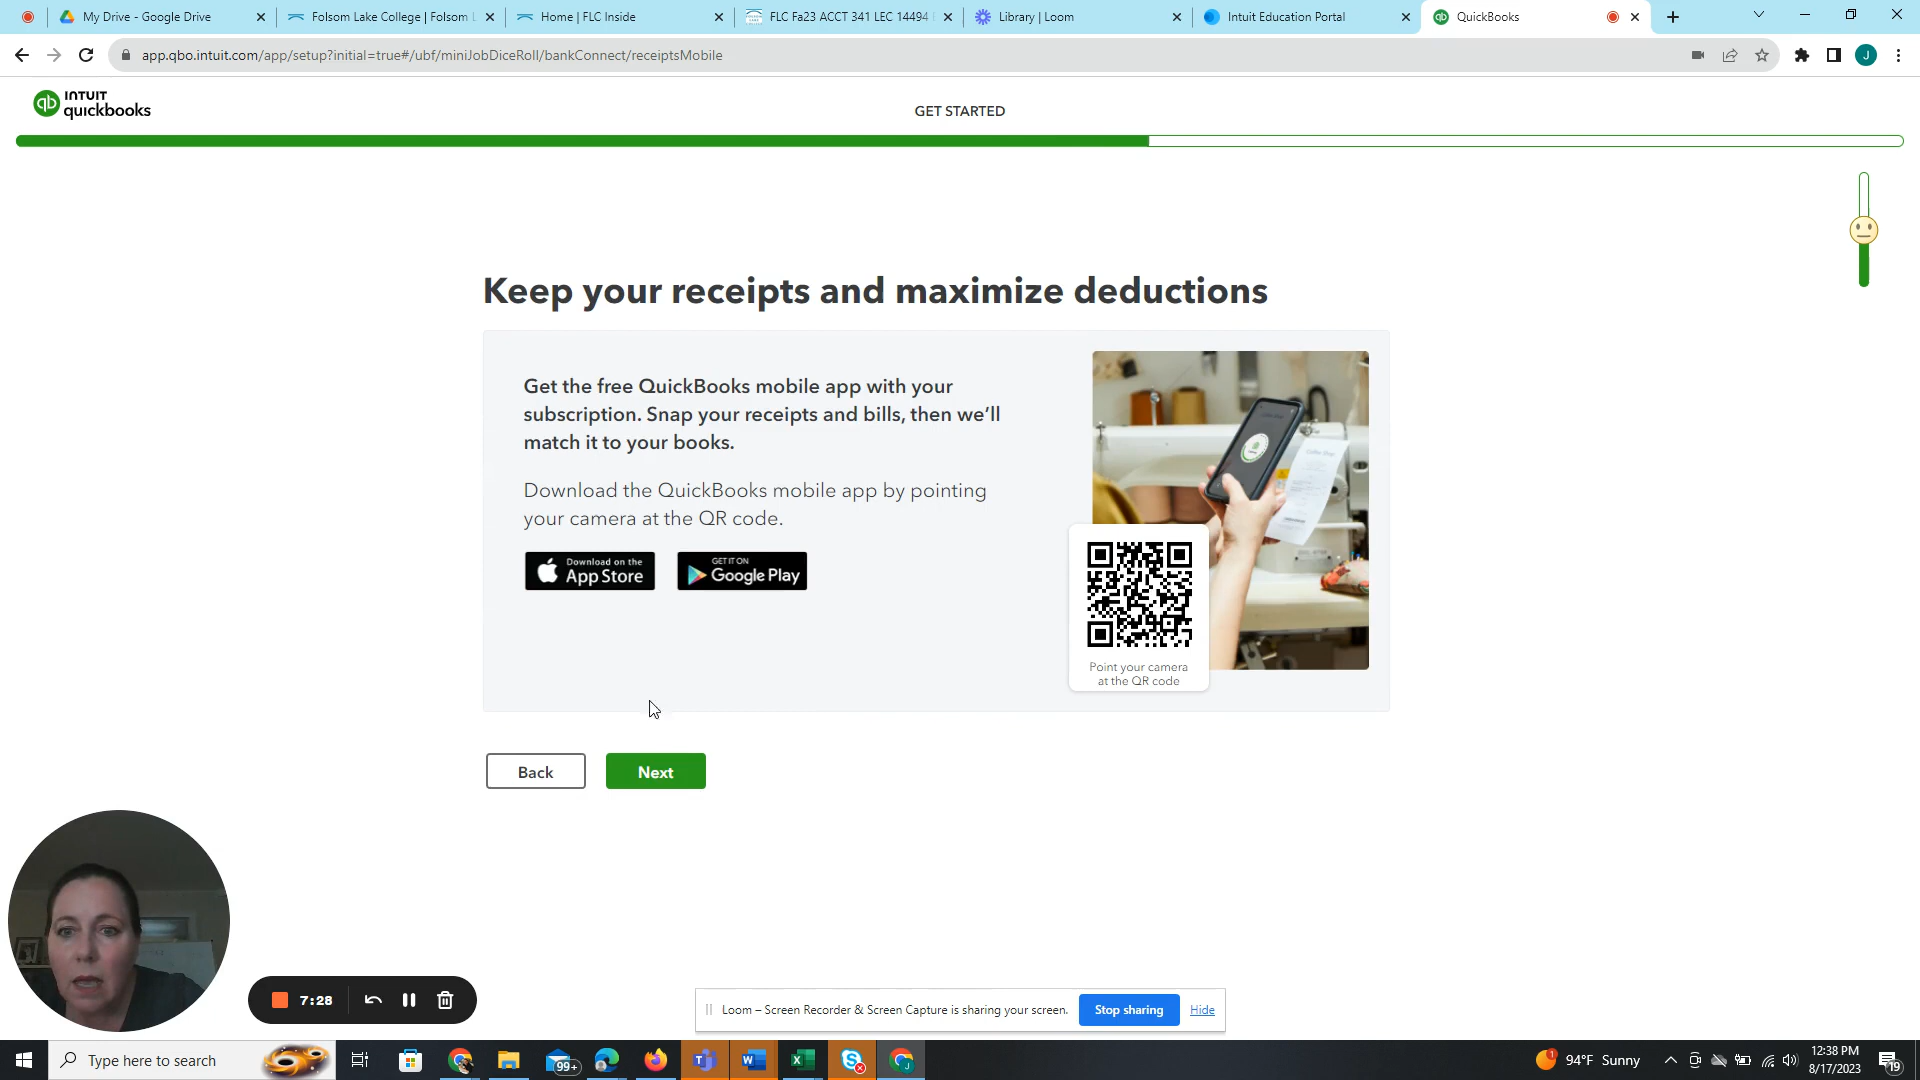 My Drive - Google Drive
Folsom Lake College | Folsom L
Home | FLC Inside
FLC Fa23 ACCT 341 LEC 14494
Library | Loom
Intuit Education Portal
qb QuickBooks
app.qbo.intuit.com/app/setup?initial=true#/ubf/miniJobDiceRoll/bankConnect/receiptsMobile
J
qb INTUIT
quickbooks
GET STARTED
Keep your receipts and maximize deductions
Get the free QuickBooks mobile app with your
subscription. Snap your receipts and bills, then we’ll
match it to your books.
Download the QuickBooks mobile app by pointing
your camera at the QR code.
Download on the
App Store
GET IT ON
Google Play
Point your camera
at the QR code
Back
Next
7:28
Loom – Screen Recorder & Screen Capture is sharing your screen.
Stop sharing
Hide
Type here to search
99+
94°F Sunny
12:38 PM
8/17/2023
19